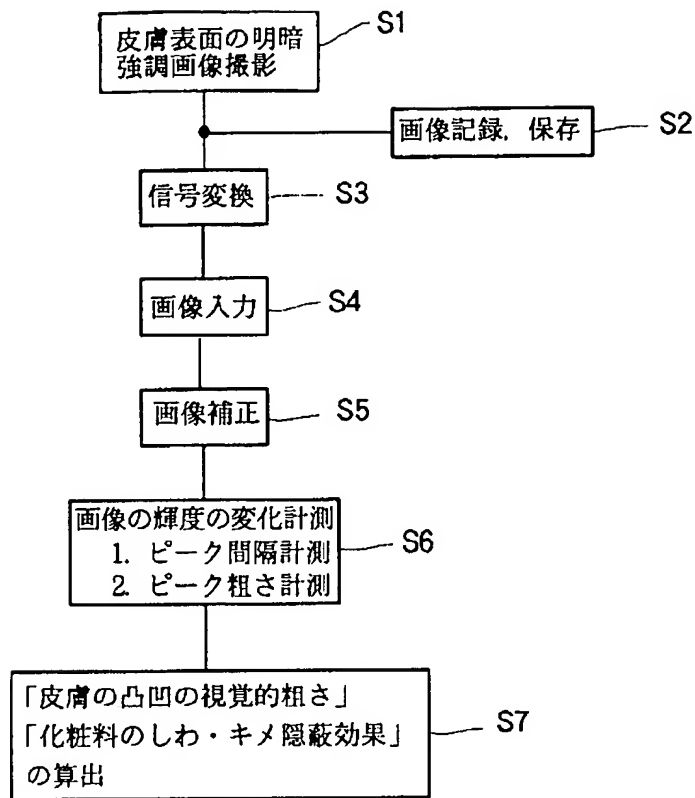 皮膚表面の明暗
強調画像撮影
S1
画像記録, 保存
S2
信号変換
S3
画像入力
S4
画像補正
S5
画像の輝度の変化計測
1. ピーク間隔計測
2. ピーク粗さ計測
S6
「皮膚の凸凹の視覚的粗さ」
「化粧料のしわ・キメ隠蔽効果」
の算出
S7